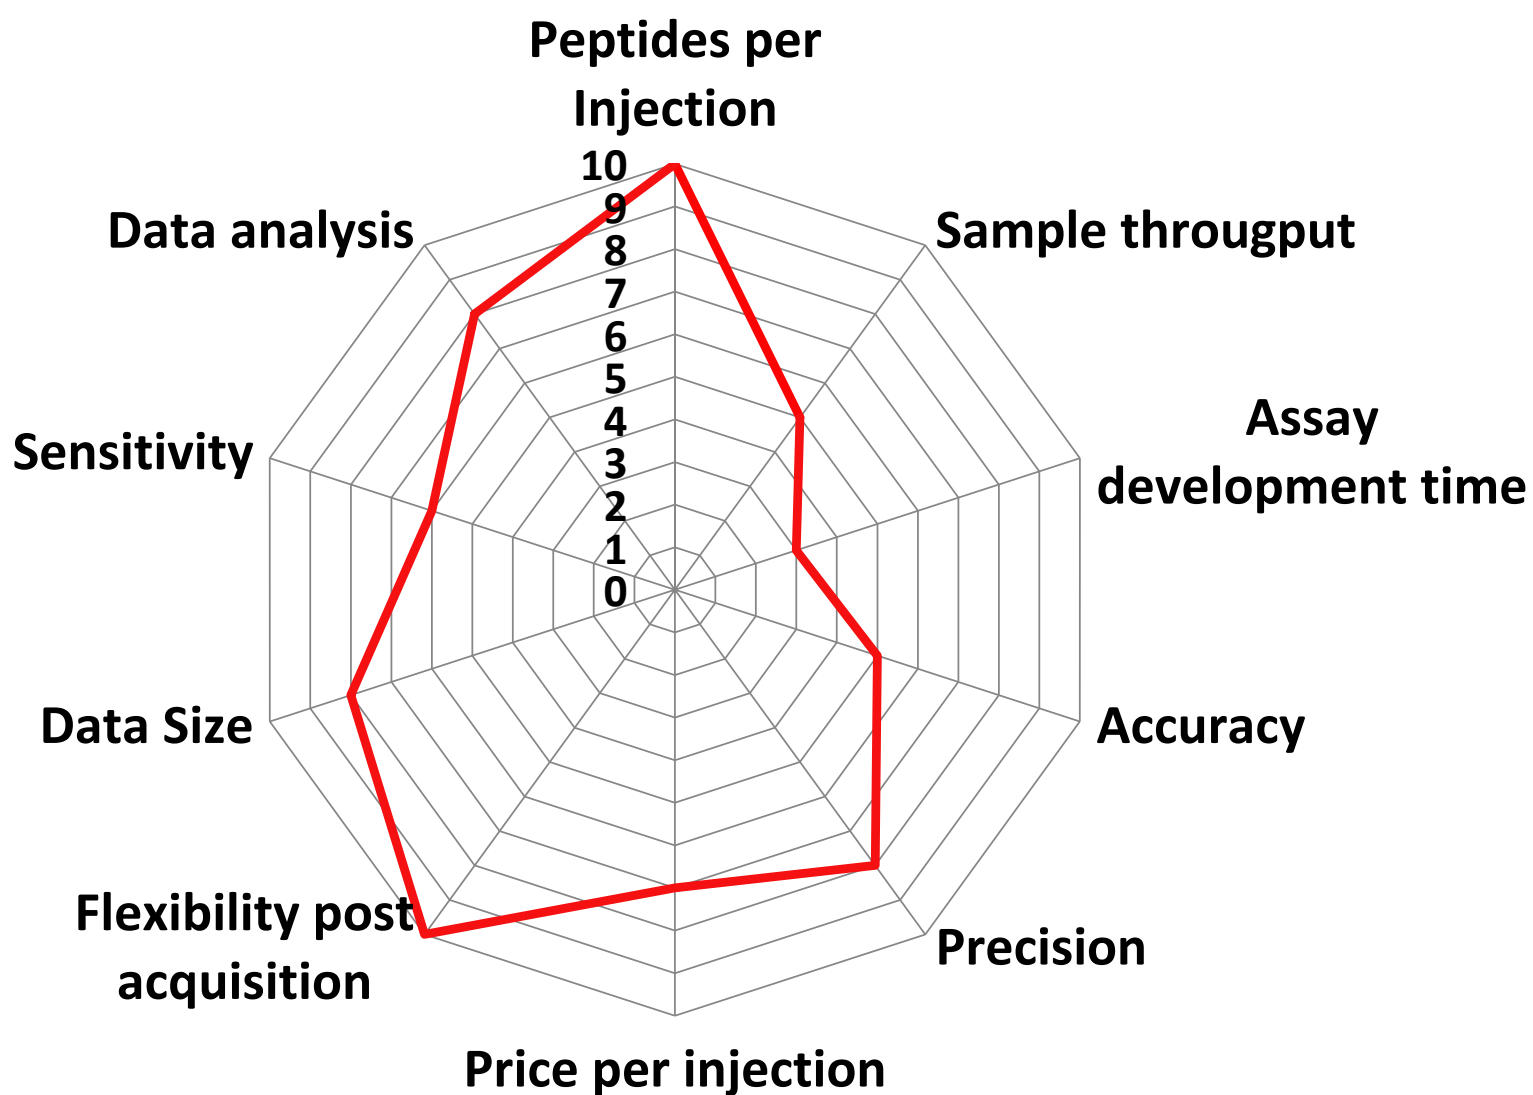 Peptides per
Injection
10
9
8
7
6
5
4
3
2
1
0
Sample througput
Assay
development time
Accuracy
Precision
Price per injection
Flexibility post
acquisition
Data Size
Sensitivity
Data analysis